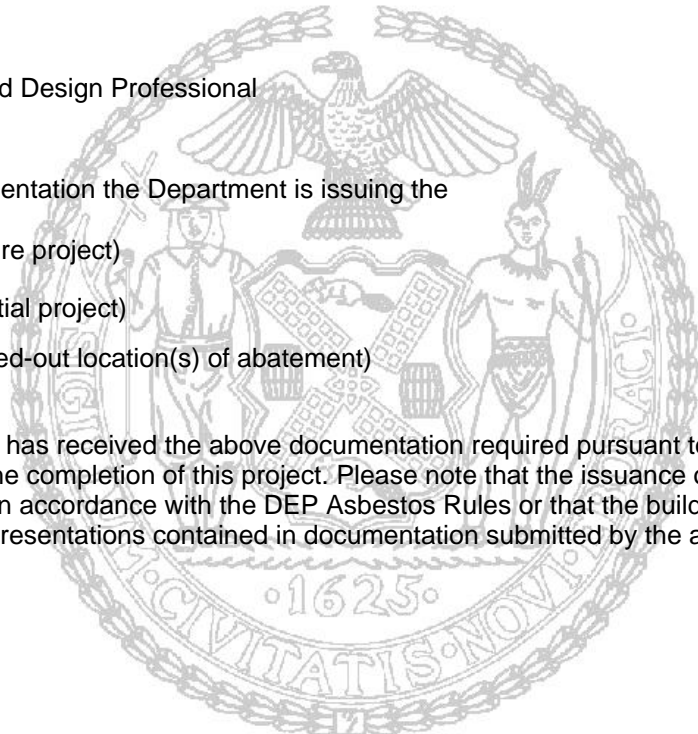 d Design Professional
entation the Department is issuing the
re project)
tial project)
ed-out location(s) of abatement)
has received the above documentation required pursuant to
ne completion of this project. Please note that the issuance o
n accordance with the DEP Asbestos Rules or that the build
resentations contained in documentation submitted by the a
·1625·
SIGILLUM·CIVITATIS·NOVI·EBORACI·